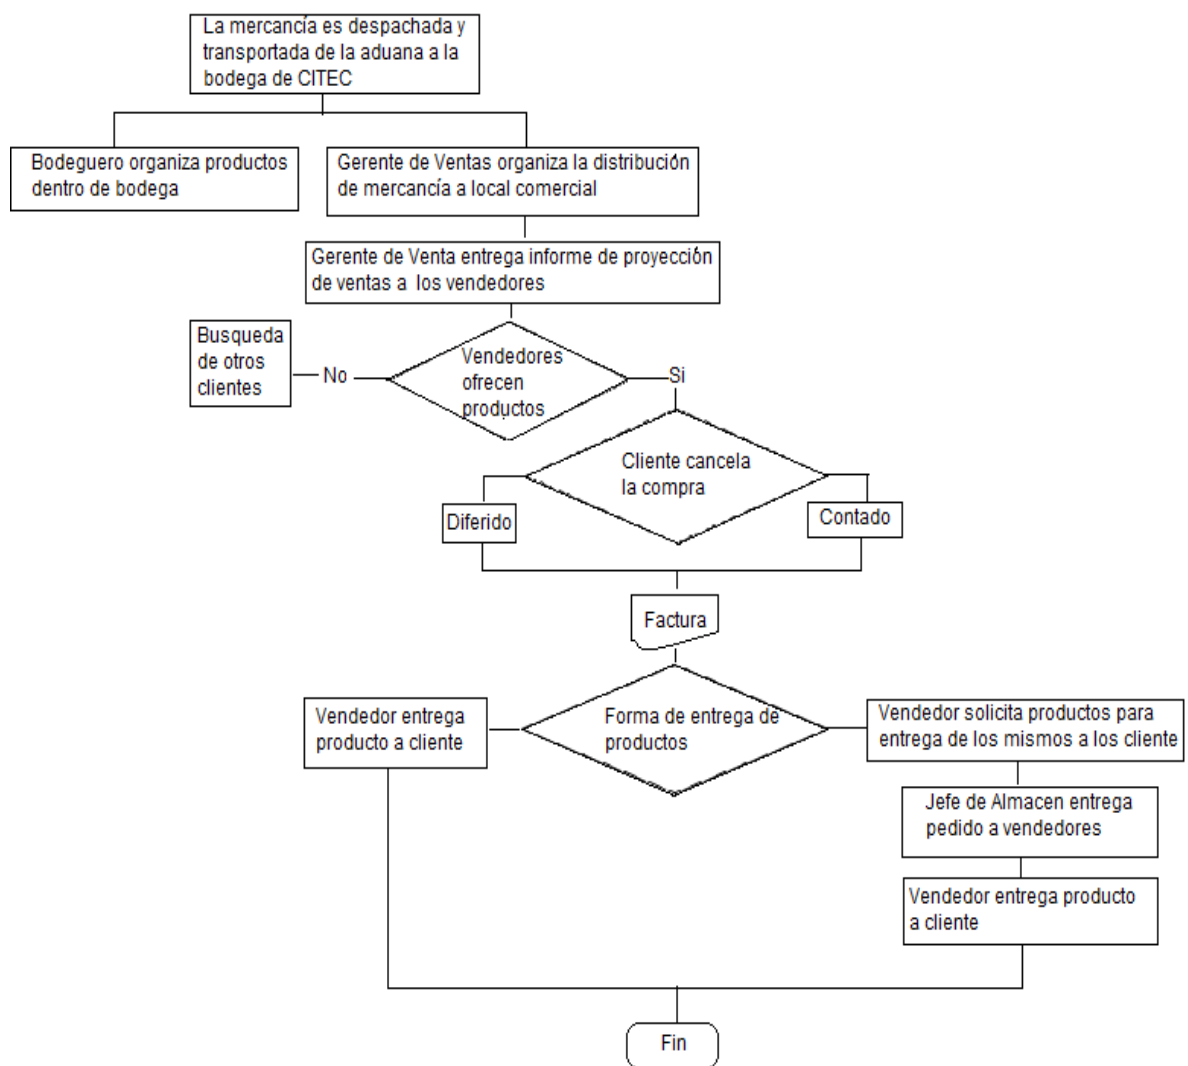 La mercancía es despachada y
transportada de la aduana a la
bodega de CITEC
Bodeguero organiza productos
dentro de bodega
Gerente de Ventas organiza la distribución
de mercancía a local comercial
Gerente de Venta entrega informe de proyección
de ventas a los vendedores
Busqueda
de otros
clientes
No
Vendedores
ofrecen
productos
Si
Cliente cancela
la compra
Diferido
Contado
Factura
Vendedor entrega
producto a cliente
Forma de entrega de
productos
Vendedor solicita productos para
entrega de los mismos a los cliente
Jefe de Almacen entrega
pedido a vendedores
Vendedor entrega producto
a cliente
Fin